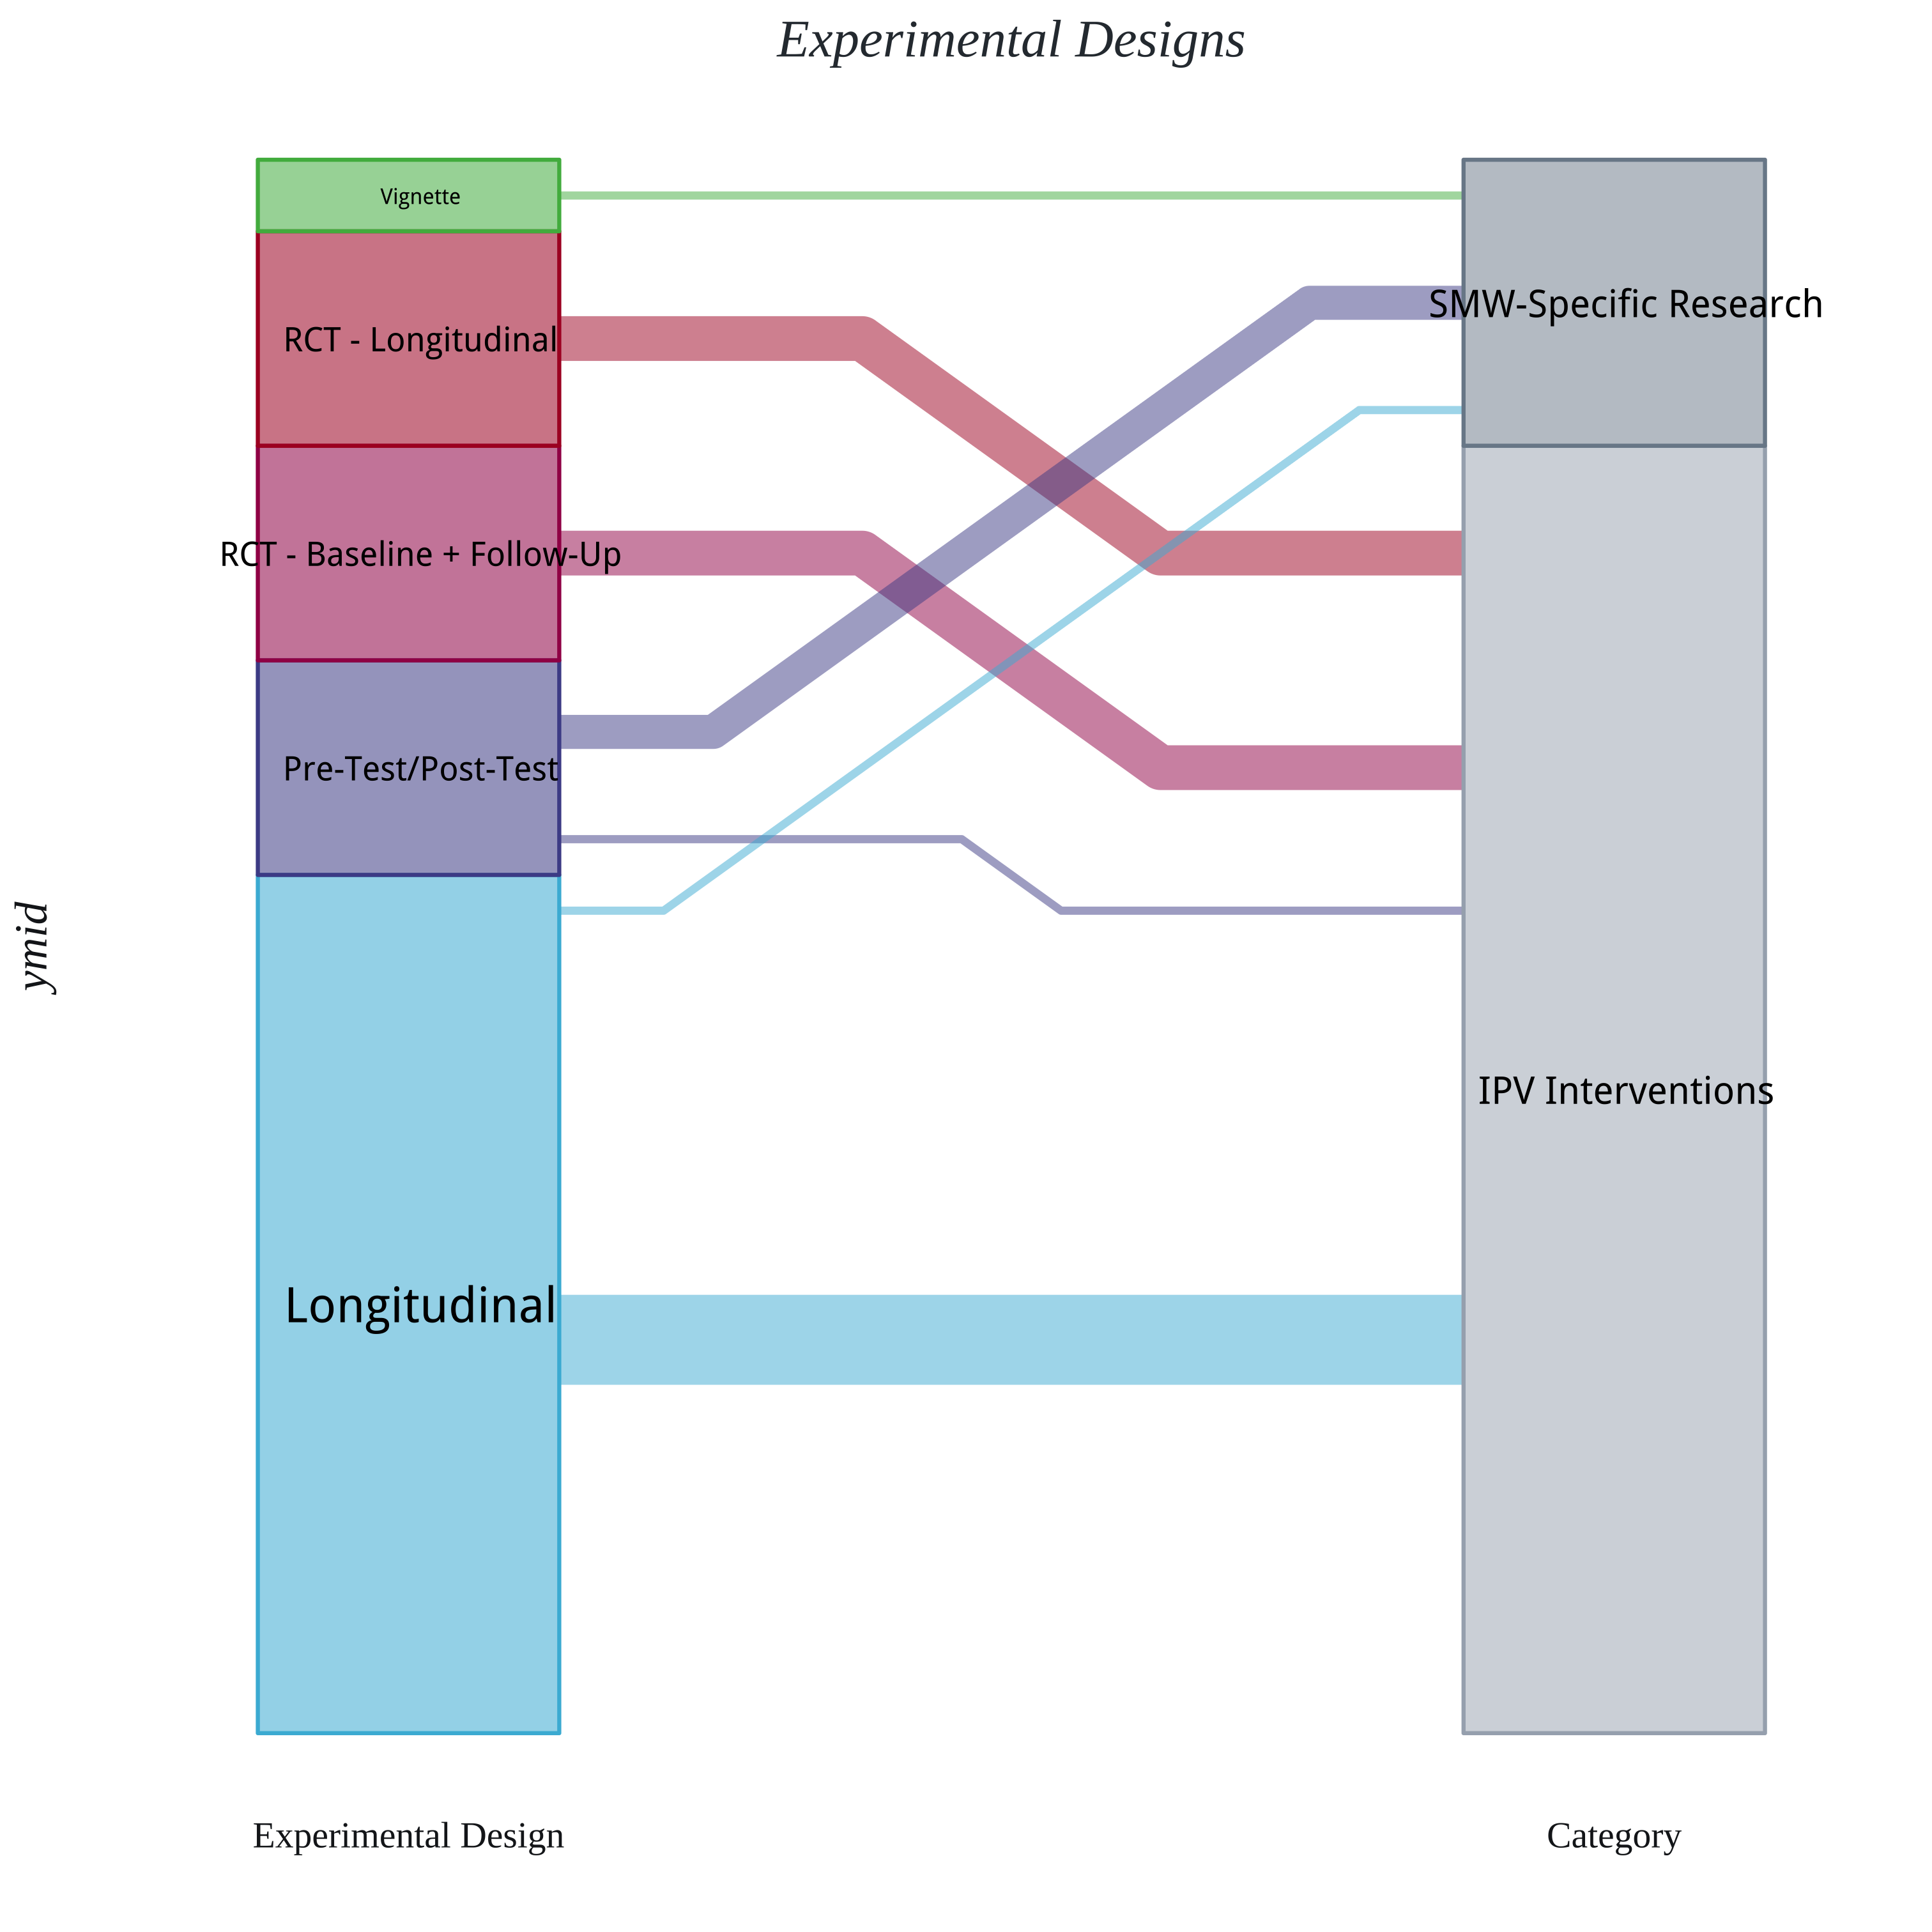 Experimental Designs
Vignette
SMW-Specific Research
RCT - Longitudinal
RCT - Baseline + Follow-Up
Pre-Test/Post-Test
ymid
IPV Interventions
Longitudinal
Experimental Design
Category